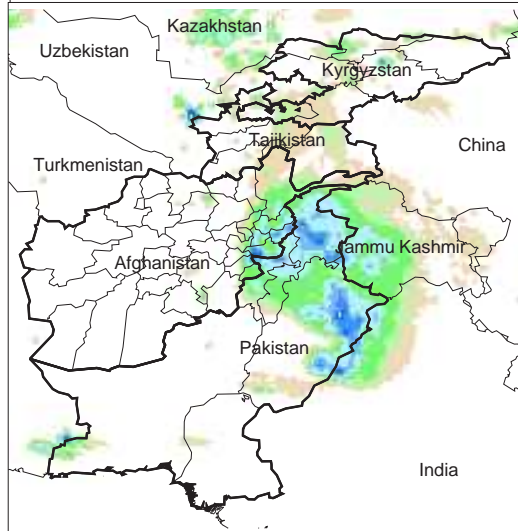 Kazakhstan
Uzbekistan
Kyrgyzstan
Tajikistan
China
Turkmenistan
Jammu Kashmir
Afghanistan
Pakistan
India